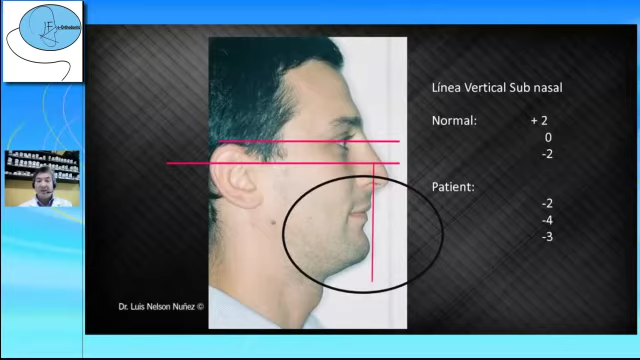 Línea Vertical Sub nasal
Normal: + 2
0
-2
Patient:
-2
-4
-3
Dr. Luis Nelson Nuñez ©